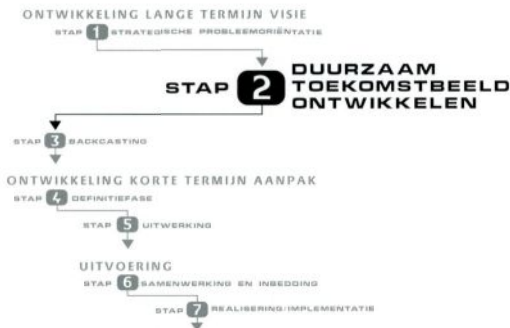 ONTWIKKELING LANGE TERMIJN VISIE
STAP 1 STRATEGISCHE PROBLEEMORIËNTATIE
STAP 2 DUURZAAM
TOEKOMSTBEELD
ONTWIKKELEN
STAP 3 BACKCASTING
ONTWIKKELING KORTE TERMIJN AANPAK
STAP 4 DEFINITIEFASE
STAP 5 UITWERKING
UITVOERING
STAP 6 SAMENWERKING EN INBEDDING
STAP 7 REALISERING/IMPLEMENTATIE